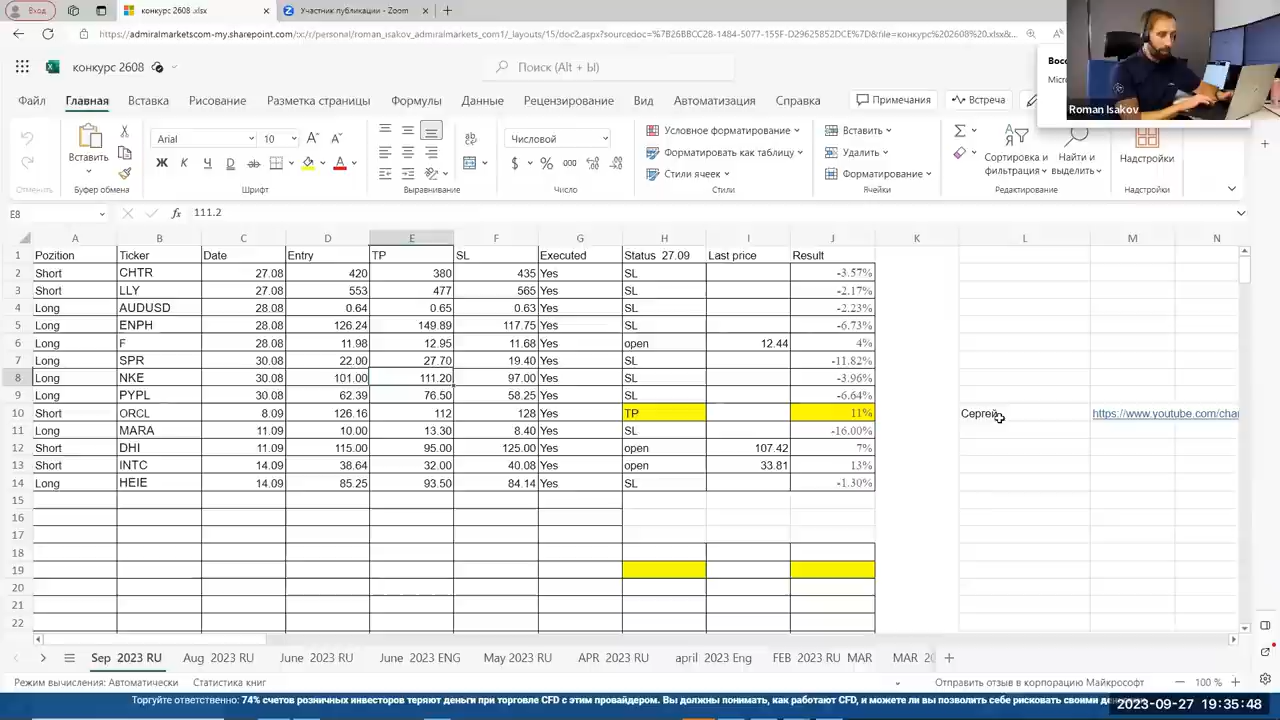 Вход
конкурс 2608 .xlsx
Участник публикации - Zoom
https://admiralmarketscom-my.sharepoint.com/:x:/r/personal/roman_isakov_admiralmarkets_com1/_layouts/15/doc2.aspx?sourcedoc=%7B26BBCC28-1484-5077-155F-D29625B52DCE%7D&file=конкурс%202608%20.xlsx&...
конкурс 2608
Поиск (Alt + Ы)
Roman Isakov
Файл Главная Вставка Рисование Разметка страницы Формулы Данные Рецензирование Вид Автоматизация Справка Примечания Встреча
Вставить
Arial 10
Числовой
Условное форматирование
Форматировать как таблицу
Стили ячеек
Вставить
Удалить
Форматирование
Сортировка и фильтрация
Найти и выделить
Надстройки
Отменить Буфер обмена Шрифт Выравнивание Число Стили Ячейки Редактирование Надстройки
E8 fx 111.2
A B C D E F G H I J K L M N
1 Pozition Ticker Date Entry TP SL Executed Status 27.09 Last price Result
2 Short CHTR 27.08 420 380 435 Yes SL -3.57%
3 Short LLY 27.08 553 477 565 Yes SL -2.17%
4 Long AUDUSD 28.08 0.64 0.65 0.63 Yes SL -2.23%
5 Long ENPH 28.08 126.24 149.89 117.75 Yes SL -6.73%
6 Long F 28.08 11.98 12.95 11.68 Yes open 12.44 4%
7 Long SPR 30.08 22.00 27.70 19.40 Yes SL -11.82%
8 Long NKE 30.08 101.00 111.20 97.00 Yes SL -3.96%
9 Long PYPL 30.08 62.39 76.50 58.25 Yes SL -6.64%
10 Short ORCL 8.09 126.16 112 128 Yes TP 11% Сергей https://www.youtube.com/cha
11 Long MARA 11.09 10.00 13.30 8.40 Yes SL -16.00%
12 Short DHI 11.09 115.00 95.00 125.00 Yes open 107.42 7%
13 Short INTC 14.09 38.64 32.00 40.08 Yes open 33.81 13%
14 Long HEIE 14.09 85.25 93.50 84.14 Yes SL -1.30%
15
16
17
18
19
20
21
22
Sep 2023 RU Aug 2023 RU June 2023 RU June 2023 ENG May 2023 RU APR 2023 RU april 2023 Eng FEB 2023 RU MAR MAR 20
Режим вычислений: Автоматически Статистика книг Отправить отзыв в корпорацию Майкрософт 100 %
Торгуйте ответственно: 74% счетов розничных инвесторов теряют деньги при торговле CFD с этим провайдером. Вы должны понимать, как работают CFD, и можете ли вы позволить себе рисковать своими
2023-09-27 19:35:48